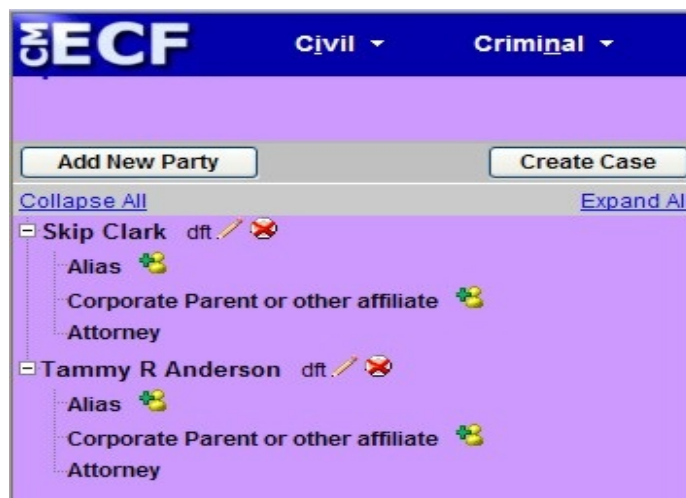 CM ECF Civil Criminal
Add New Party Create Case
Collapse All Expand Al
Skip Clark dft
Alias
Corporate Parent or other affiliate
Attorney
Tammy R Anderson dft
Alias
Corporate Parent or other affiliate
Attorney